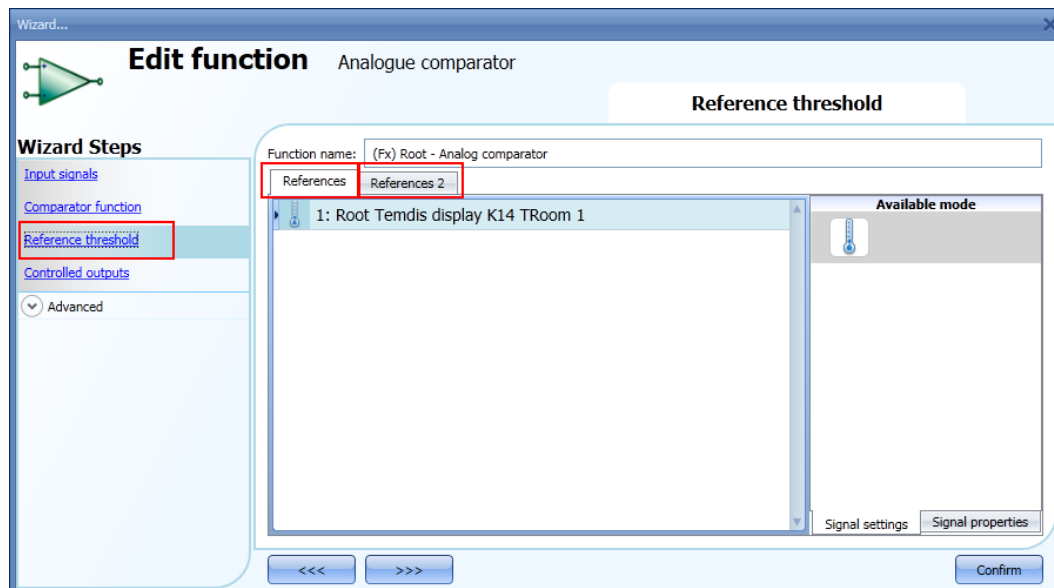 Wizard...
Edit function Analogue comparator
Reference threshold
Wizard Steps
Input signals
Comparator function
Reference threshold
Controlled outputs
Advanced
Function name: (Fx) Root - Analog comparator
References References 2
1: Root Temdis display K14 TRoom 1
Available mode
Signal settings Signal properties
<<< >>> Confirm